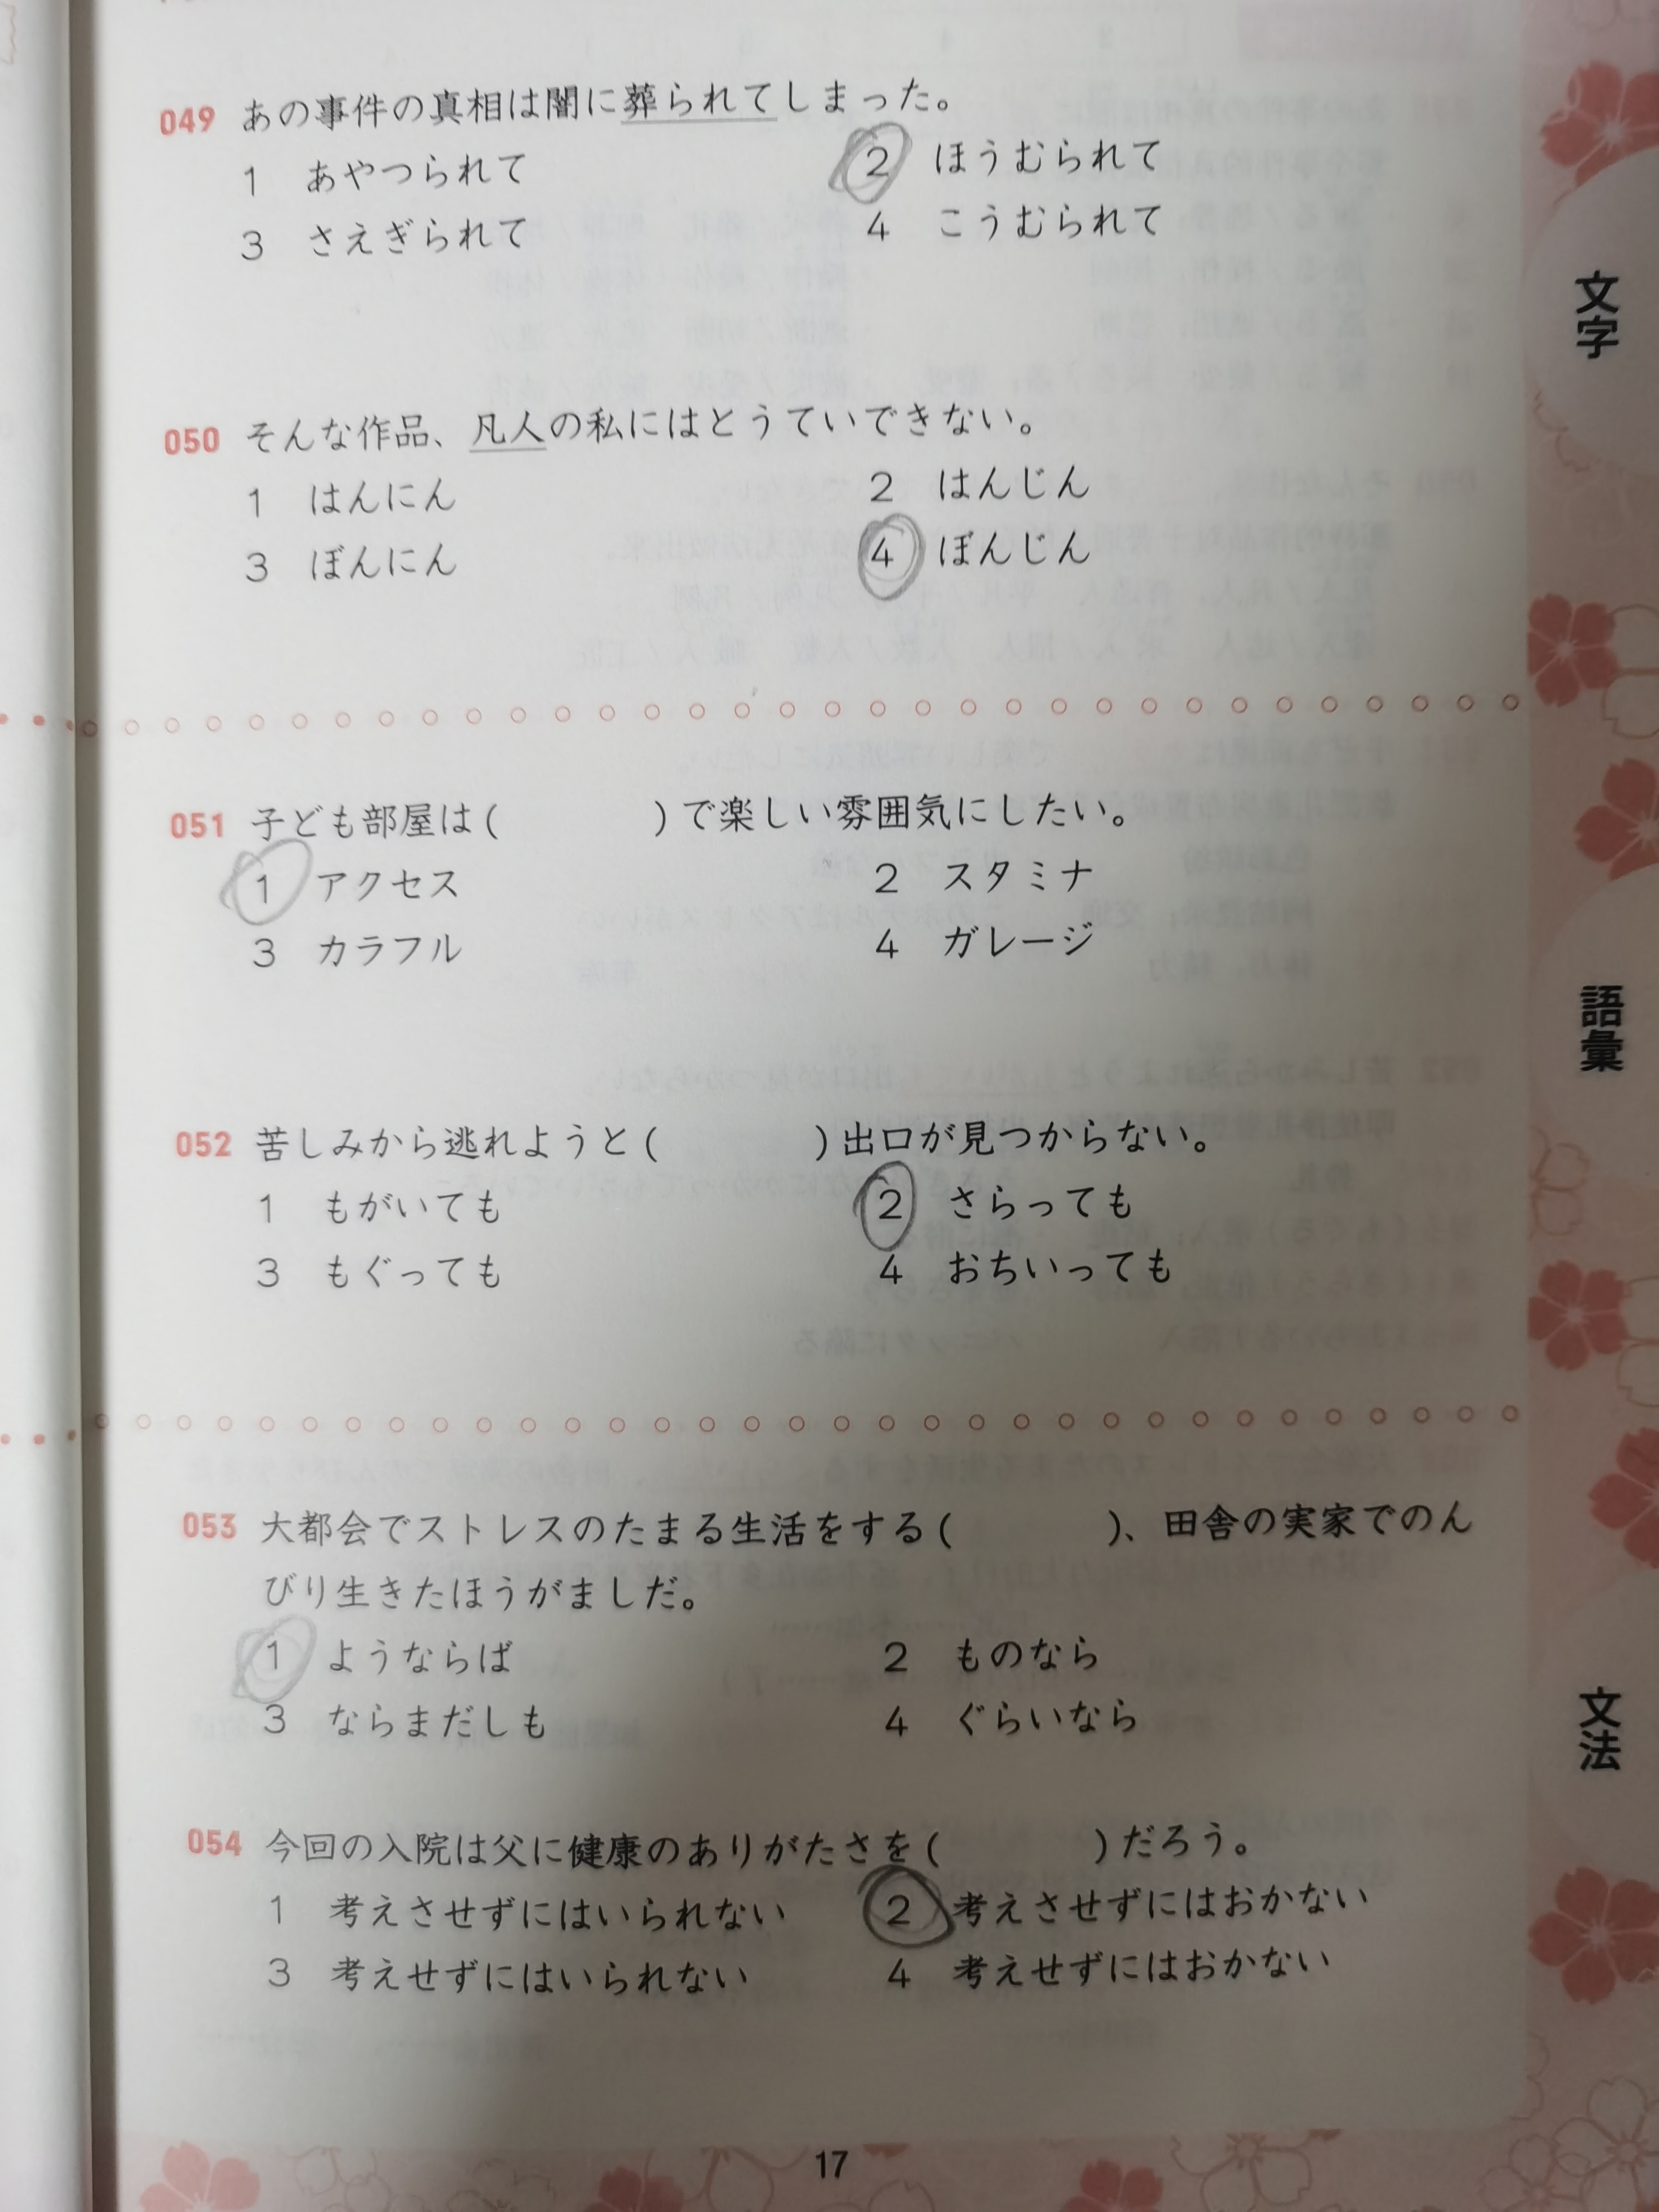 049 あの事件の真相は闇に葬られてしまった。
1 あやつられて 2 ほうむられて
3 さえぎられて 4 こうむられて
050 そんな作品、凡人の私にはとうていできない。
1 はんにん 2 はんじん
3 ぼんにん 4 ぼんじん
051 子ども部屋は( )で楽しい雰囲気にしたい。
1 アクセス 2 スタミナ
3 カラフル 4 ガレージ
052 苦しみから逃れようと( )出口が見つからない。
1 もがいても 2 さらっても
3 もぐっても 4 おちいっても
053 大都会でストレスのたまる生活をする( )、田舎の実家でのん
びり生きたほうがましだ。
1 ようならば 2 ものなら
3 ならまだしも 4 ぐらいなら
054 今回の入院は父に健康のありがたさを( )だろう。
1 考えさせずにはいられない 2 考えさせずにはおかない
3 考えせずにはいられない 4 考えせずにはおかない
17
文字
語彙
文法